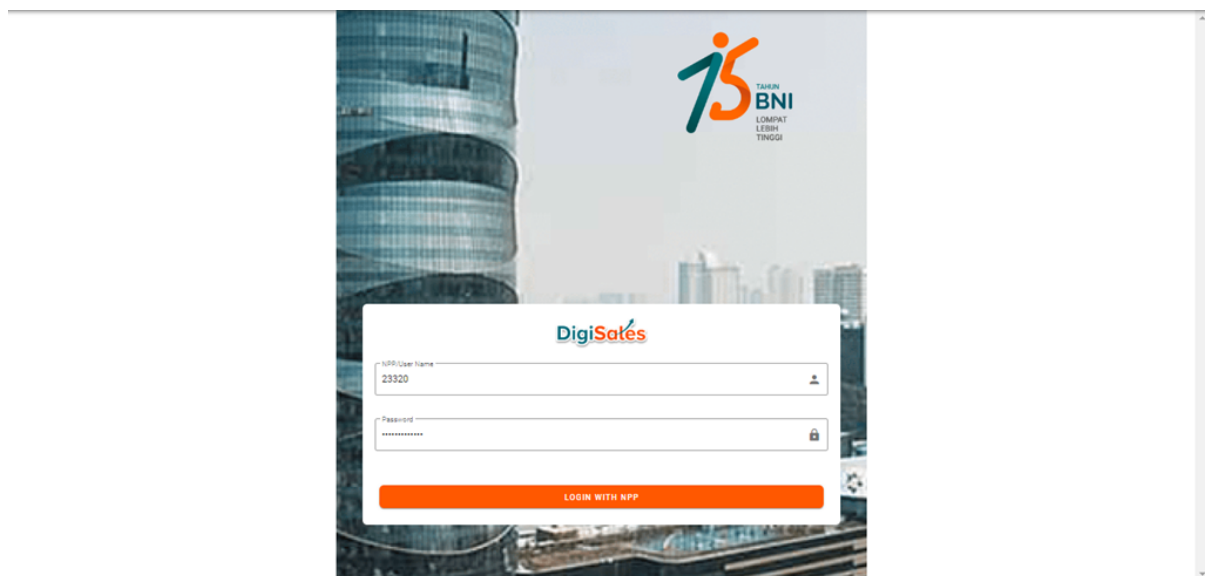 75
TAHUN
BNI
LOMPAT
LEBIH
TINGGI
DigiSales
NPP/User Name
23320
Password
•••••••••••••
LOGIN WITH NPP